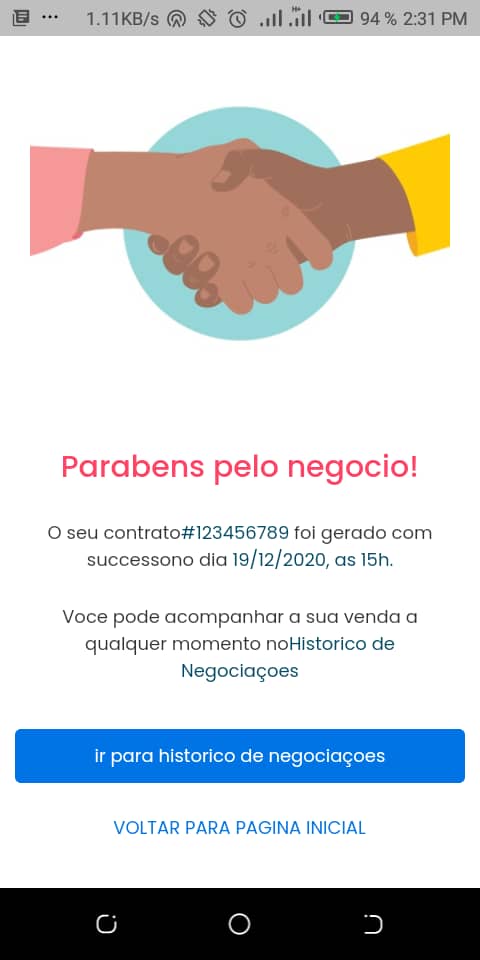 1.11KB/s H+ 94 % 2:31 PM
Parabens pelo negocio!
O seu contrato#123456789 foi gerado com
successono dia 19/12/2020, as 15h.
Voce pode acompanhar a sua venda a
qualquer momento noHistorico de
Negociaçoes
ir para historico de negociaçoes
VOLTAR PARA PAGINA INICIAL